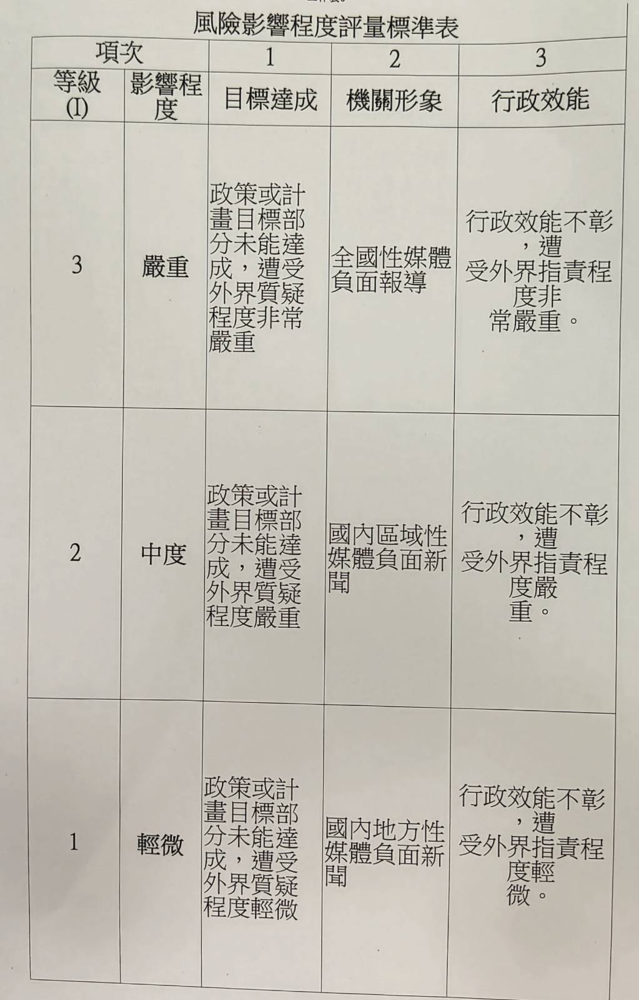 風險影響程度評量標準表
項次
1
2
3
等級
(I)
影響程
度
目標達成
機關形象
行政效能
3
嚴重
政策或計
畫目標部
分未能達
成，遭受
外界質疑
程度非常
嚴重
全國性媒體
負面報導
行政效能不彰
，遭
受外界指責程
度非
常嚴重。
2
中度
政策或計
畫目標部
分未能達
成，遭受
外界質疑
程度嚴重
國內區域性
媒體負面新
聞
行政效能不彰
，遭
受外界指責程
度嚴
重。
1
輕微
政策或計
畫目標部
分未能達
成，遭受
外界質疑
程度輕微
國內地方性
媒體負面新
聞
行政效能不彰
，遭
受外界指責程
度輕
微。